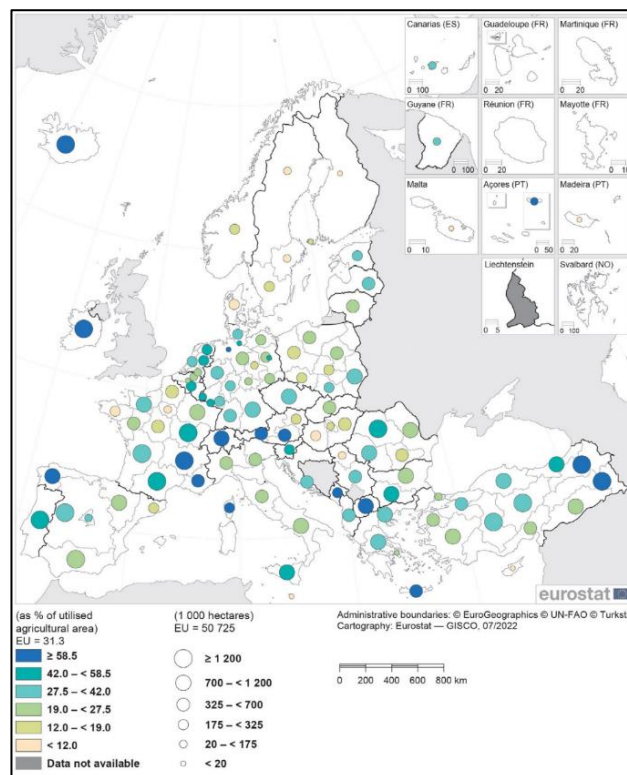 Canarias (ES)
0 100
Guadeloupe (FR)
0 20
Martinique (FR)
0 20
Guyane (FR)
0 100
Réunion (FR)
0 20
Mayotte (FR)
0 10
Malta
0 10
Açores (PT)
0 50
Madeira (PT)
0 20
Liechtenstein
0 5
Svalbard (NO)
0 100
eurostat
(as % of utilised
agricultural area)
EU = 31.3
≥ 58.5
42.0 – < 58.5
27.5 – < 42.0
19.0 – < 27.5
12.0 – < 19.0
< 12.0
Data not available
(1 000 hectares)
EU = 50 725
≥ 1 200
700 – < 1 200
325 – < 700
175 – < 325
20 – < 175
< 20
Administrative boundaries: © EuroGeographics © UN-FAO © Turkst
Cartography: Eurostat — GISCO, 07/2022
0 200 400 600 800 km